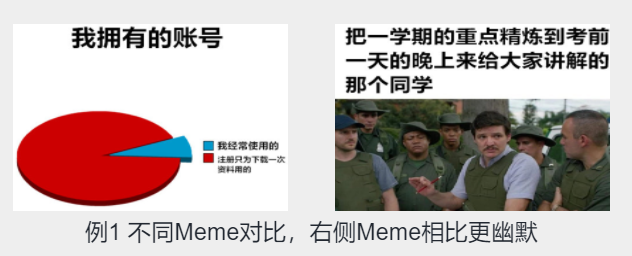 我拥有的账号
我经常使用的
注册只为下载一次
资料用的
把一学期的重点精炼到考前
一天的晚上来给大家讲解的
那个同学
例1 不同Meme对比，右侧Meme相比更幽默